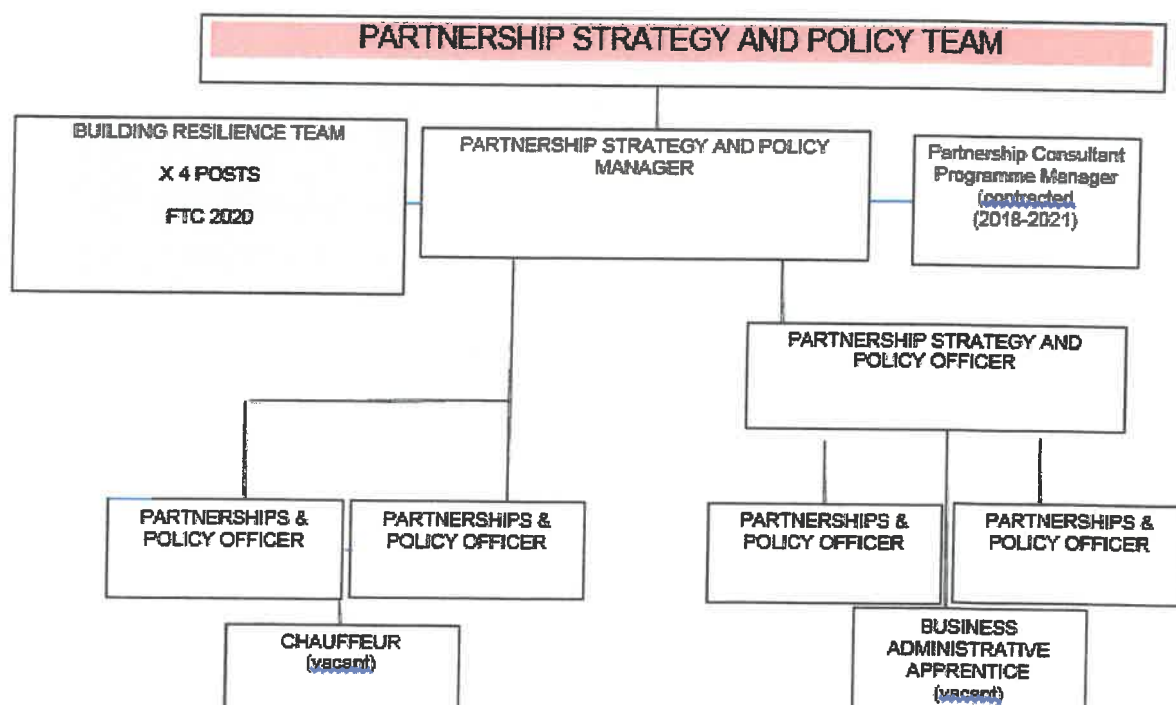 PARTNERSHIP STRATEGY AND POLICY TEAM
BUILDING RESILIENCE TEAM
X 4 POSTS
FTC 2020
PARTNERSHIP STRATEGY AND POLICY
MANAGER
Partnership Consultant
Programme Manager
(contracted
(2018-2021)
PARTNERSHIP STRATEGY AND
POLICY OFFICER
PARTNERSHIPS &
POLICY OFFICER
PARTNERSHIPS &
POLICY OFFICER
PARTNERSHIPS &
POLICY OFFICER
PARTNERSHIPS &
POLICY OFFICER
CHAUFFEUR
(vacant)
BUSINESS
ADMINISTRATIVE
APPRENTICE
(vacant)